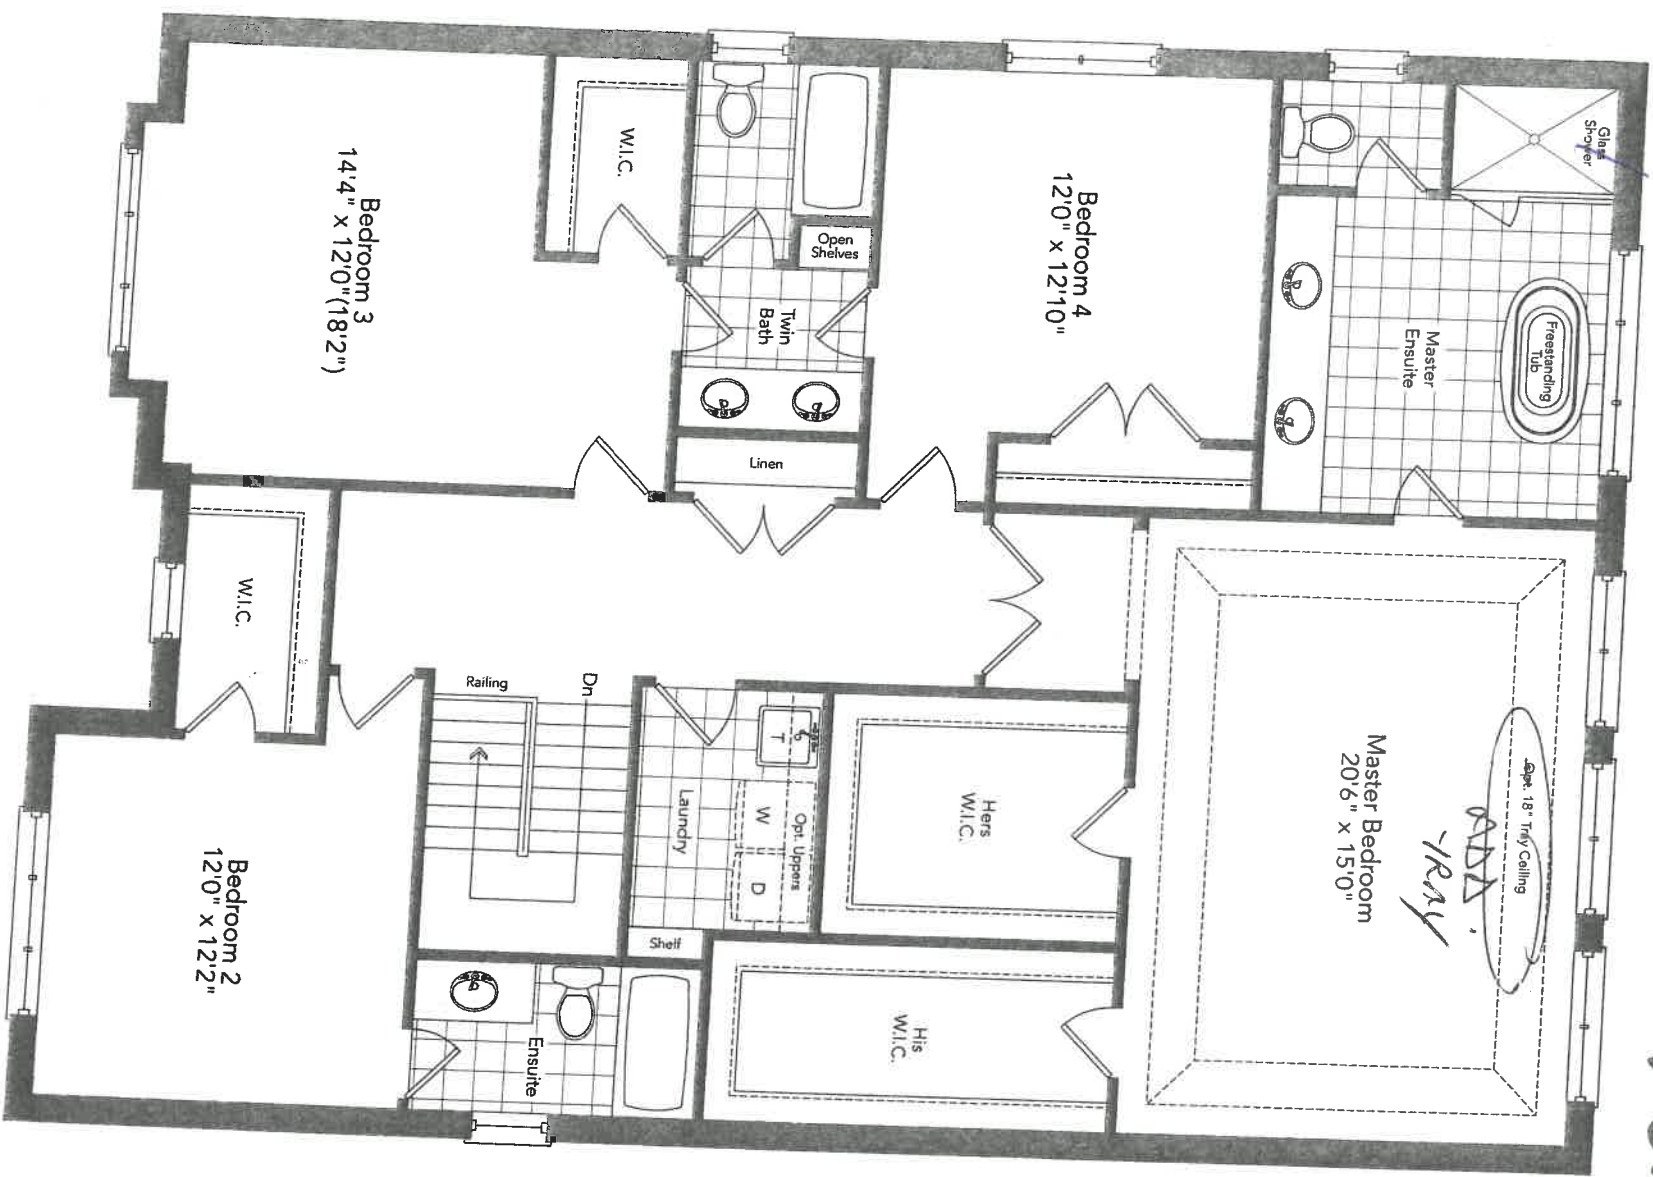 Glass
Shower
Freestanding
Tub
Master
Ensuite
Bedroom 4
12'0" x 12'10"
Open
Shelves
Twin
Bath
Linen
W.I.C.
Bedroom 3
14'4" x 12'0"(18'2")
Opt. 18" Tray Ceiling
ADD.
TRAY
Master Bedroom
20'6" x 15'0"
Hers
W.I.C.
His
W.I.C.
T
W
D
Opt. Uppers
Laundry
Shelf
Dn
Railing
Ensuite
W.I.C.
Bedroom 2
12'0" x 12'2"